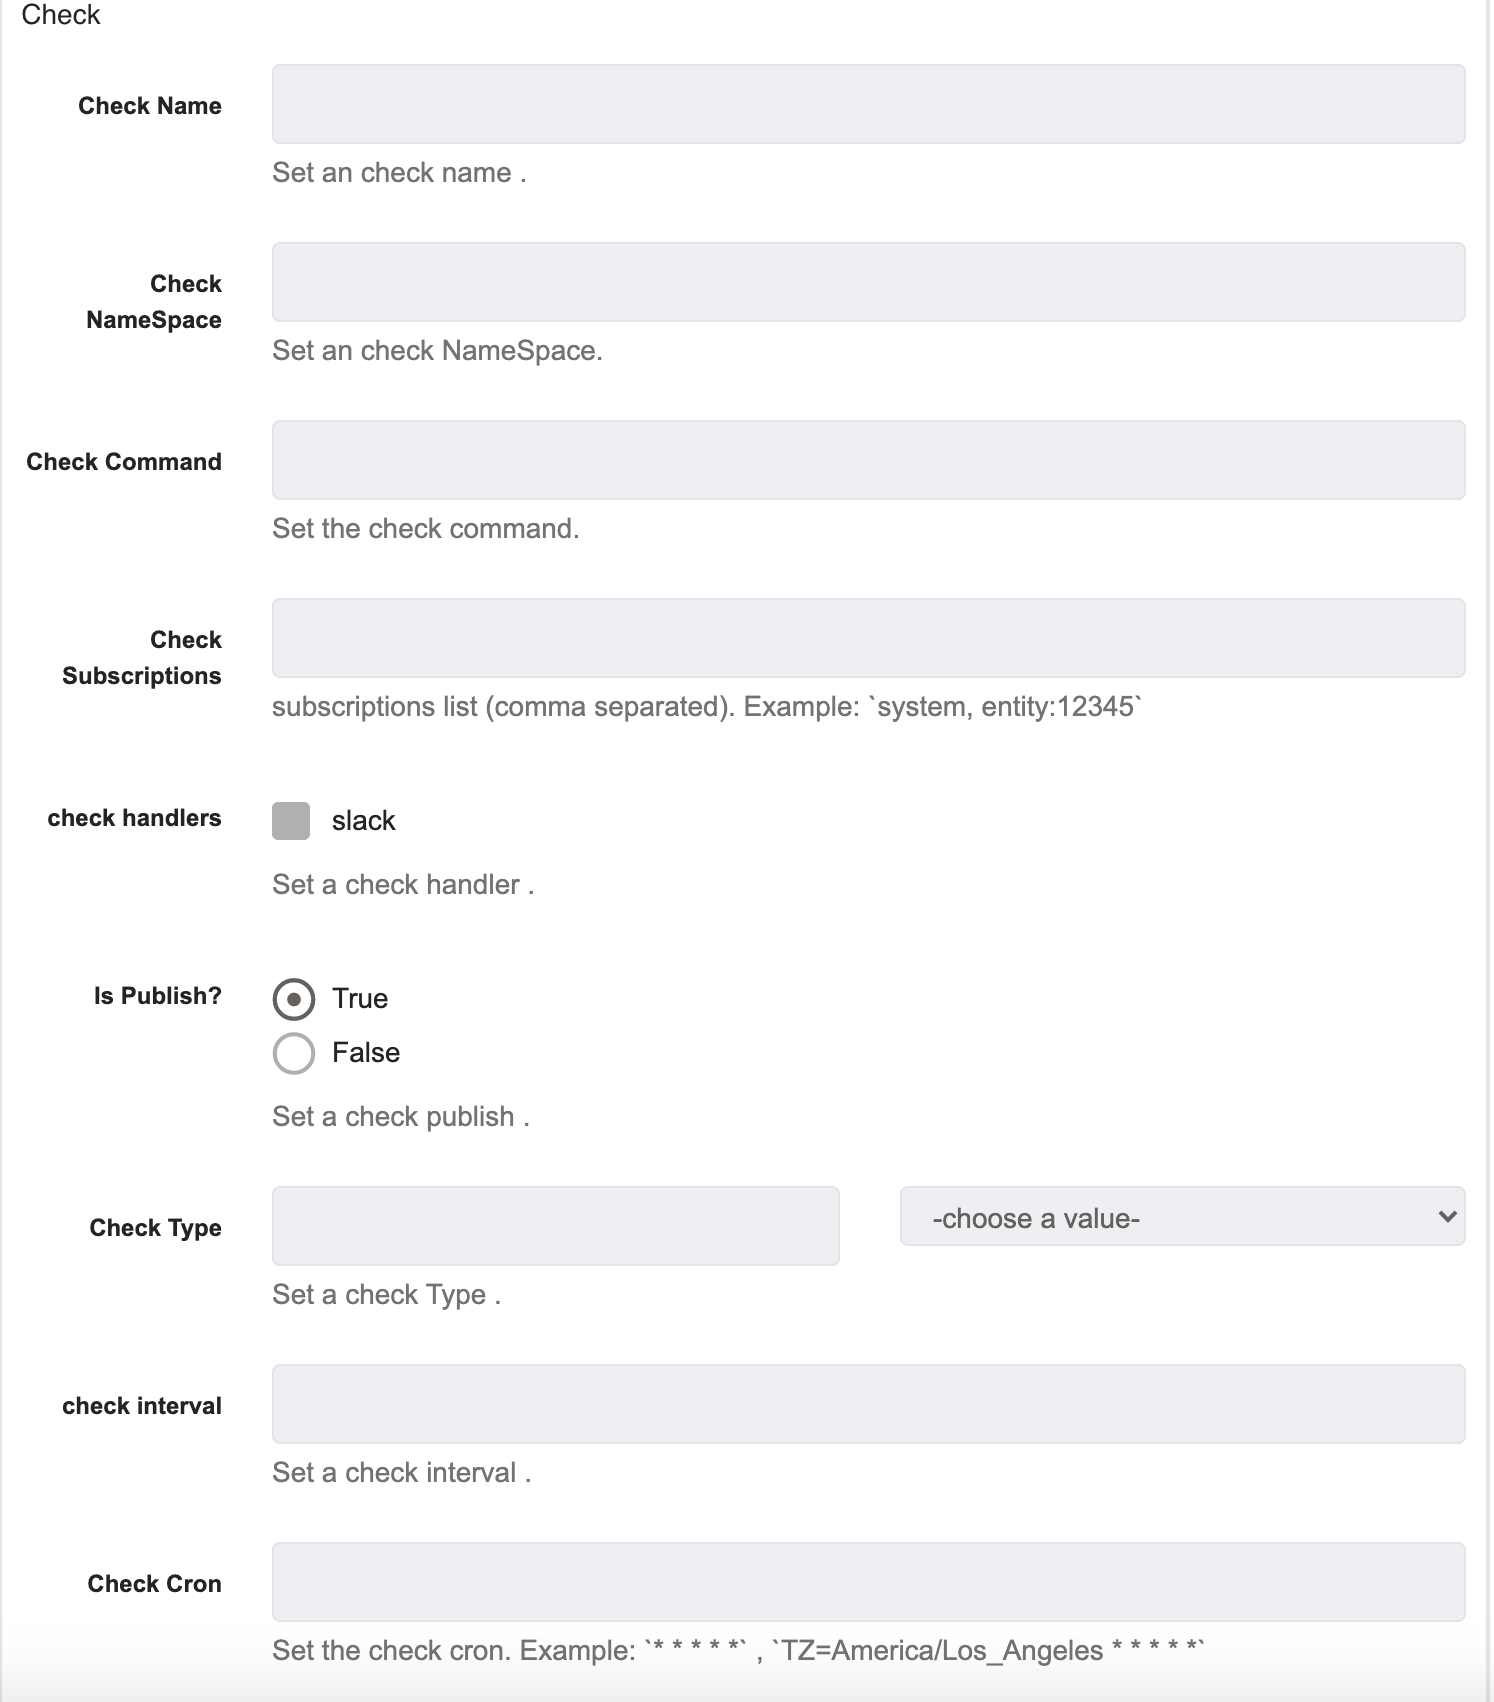 Check
Check Name
Set an check name .
Check
NameSpace
Set an check NameSpace.
Check Command
Set the check command.
Check
Subscriptions
subscriptions list (comma separated). Example: `system, entity:12345`
check handlers
slack
Set a check handler .
Is Publish?
True
False
Set a check publish .
Check Type
-choose a value-
Set a check Type .
check interval
Set a check interval .
Check Cron
Set the check cron. Example: `* * * * *` , `TZ=America/Los_Angeles * * * * *`